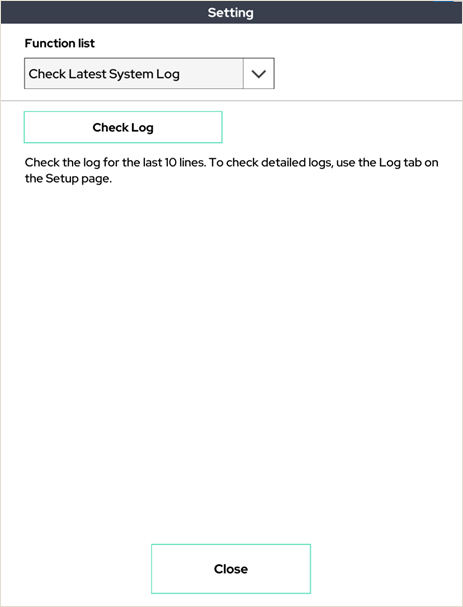 Setting
Function list
Check Latest System Log
Check Log
Check the log for the last 10 lines. To check detailed logs, use the Log tab on
the Setup page.
Close